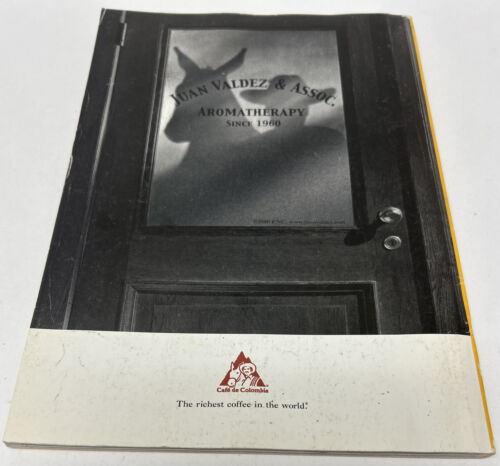 JUAN VALDEZ® & ASSOC.
AROMATHERAPY
SINCE 1960
Café de Colombia
The richest coffee in the world.®